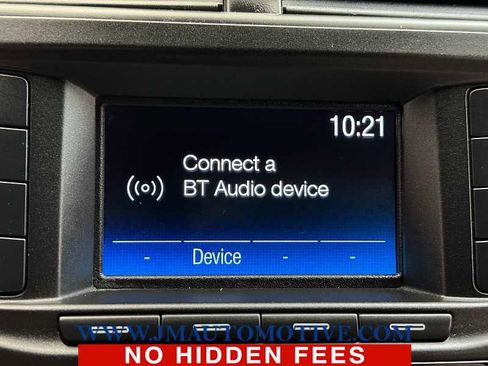 10:21
Connect a
BT Audio device
- Device - -
WWW.JMAUTOMOTIVE.COM
NO HIDDEN FEES